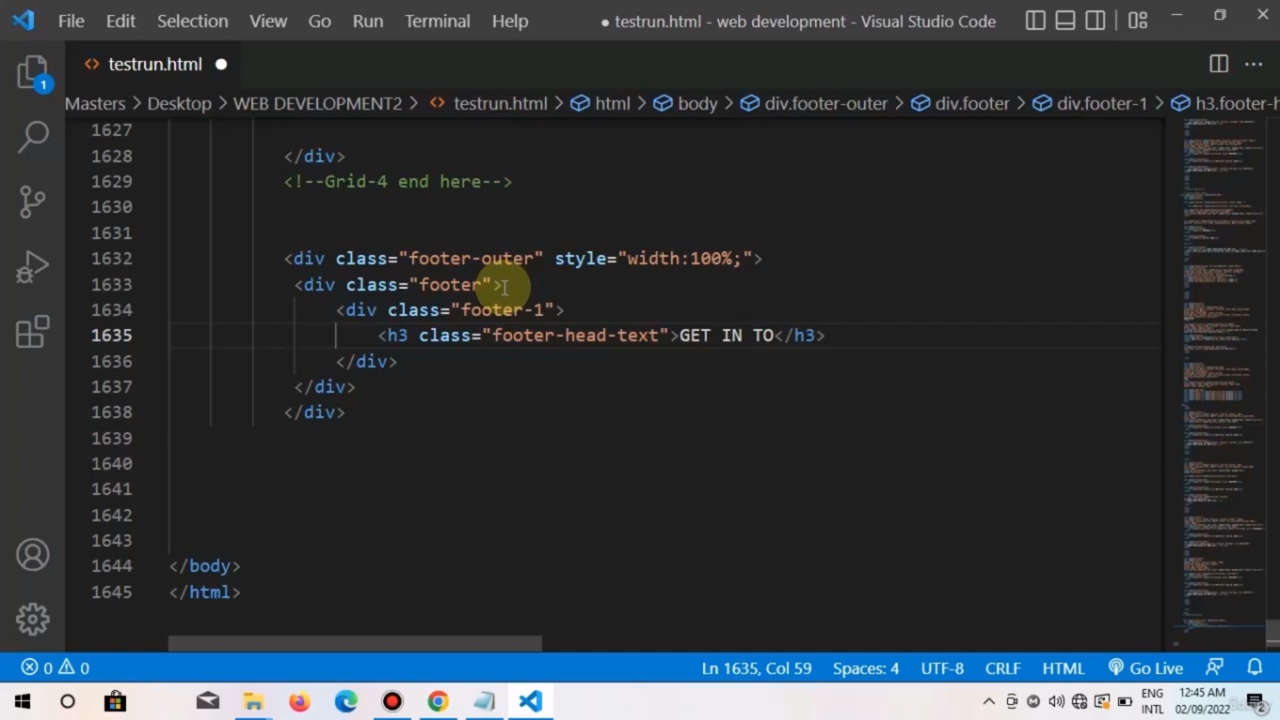 File Edit Selection View Go Run Terminal Help ● testrun.html - web development - Visual Studio Code
<> testrun.html ●
1
Masters > Desktop > WEB DEVELOPMENT2 > <> testrun.html > html > body > div.footer-outer > div.footer > div.footer-1 > h3.footer-h
1627
1628 </div>
1629 <!--Grid-4 end here-->
1630
1631
1632 <div class="footer-outer" style="width:100%;">
1633 <div class="footer">
1634 <div class="footer-1">
1635 <h3 class="footer-head-text">GET IN TO</h3>
1636 </div>
1637 </div>
1638 </div>
1639
1640
1641
1642
1643
1644 </body>
1645 </html>
0 0 Ln 1635, Col 59 Spaces: 4 UTF-8 CRLF HTML Go Live
ENG 12:45 AM
INTL 02/09/2022 2